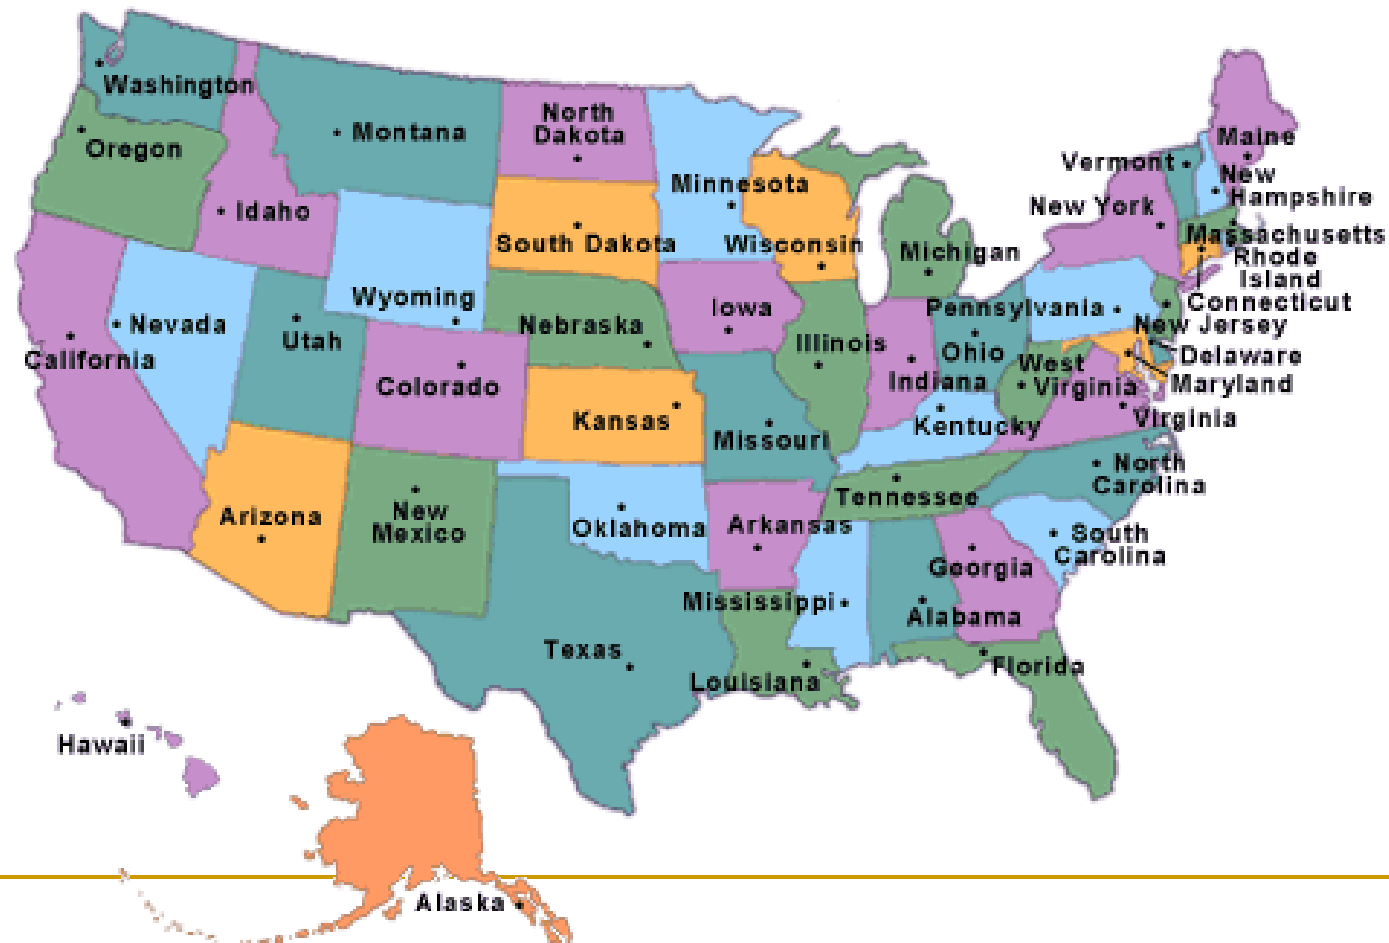 Washington
Oregon
Montana
Idaho
North
Dakota
Minnesota
South Dakota
Wisconsin
Michigan
Maine
Vermont
New
Hampshire
New York
Massachusetts
Rhode
Island
Connecticut
Pennsylvania
New Jersey
Delaware
Maryland
Wyoming
Nebraska
Iowa
Nevada
Utah
California
Colorado
Kansas
Illinois
Indiana
Ohio
West
Virginia
Virginia
Kentucky
Missouri
North
Carolina
Tennessee
Arizona
New
Mexico
Oklahoma
Arkansas
South
Carolina
Georgia
Mississippi
Alabama
Texas
Louisiana
Florida
Hawaii
Alaska